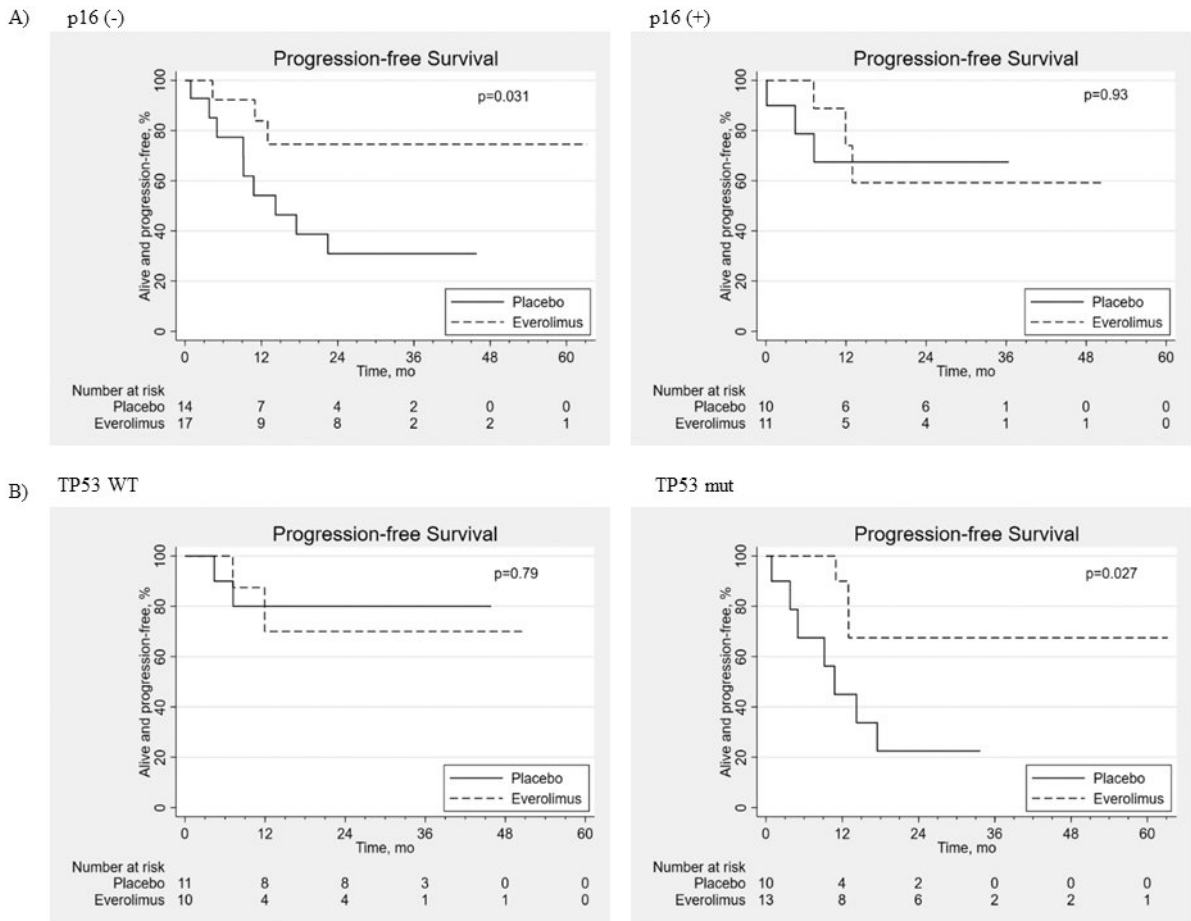 A) p16 (-) p16 (+)
Progression-free Survival
p=0.031
Alive and progression-free, %
100
80
60
40
20
0
Placebo
Everolimus
0 12 24 36 48 60
Time, mo
Number at risk
Placebo 14 7 4 2 0 0
Everolimus 17 9 8 2 2 1
Progression-free Survival
p=0.93
Alive and progression-free, %
100
80
60
40
20
0
Placebo
Everolimus
0 12 24 36 48 60
Time, mo
Number at risk
Placebo 10 6 6 1 0 0
Everolimus 11 5 4 1 1 0
B) TP53 WT TP53 mut
Progression-free Survival
p=0.79
Alive and progression-free, %
100
80
60
40
20
0
Placebo
Everolimus
0 12 24 36 48 60
Time, mo
Number at risk
Placebo 11 8 8 3 0 0
Everolimus 10 4 4 1 1 0
Progression-free Survival
p=0.027
Alive and progression-free, %
100
80
60
40
20
0
Placebo
Everolimus
0 12 24 36 48 60
Time, mo
Number at risk
Placebo 10 4 2 0 0 0
Everolimus 13 8 6 2 2 1